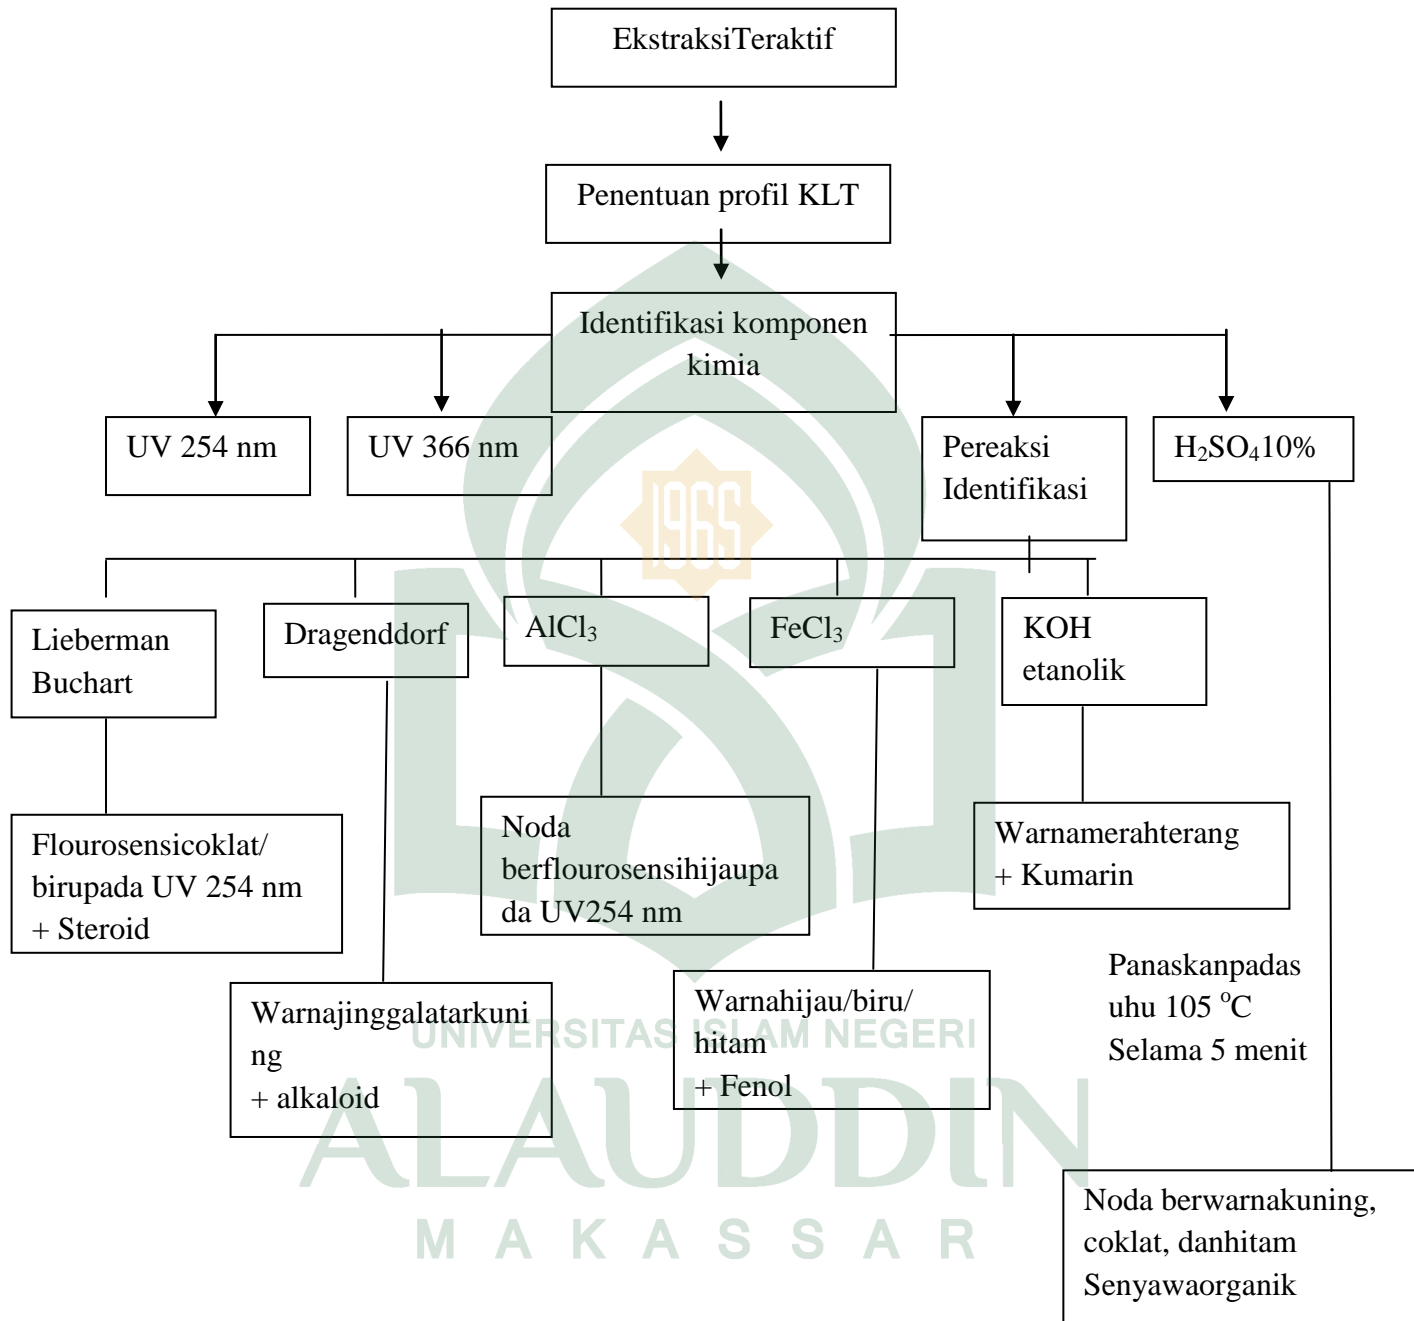 EkstraksiTeraktif
Penentuan profil KLT
Identifikasi komponen
kimia
UV 254 nm
UV 366 nm
Pereaksi
Identifikasi
H₂SO₄10%
Lieberman
Buchart
Dragenddorf
AlCl₃
FeCl₃
KOH
etanolik
Flourosensicoklat/
birupada UV 254 nm
+ Steroid
Noda
berflourosensihijaupa
da UV254 nm
Warnamerahterang
+ Kumarin
Warnajinggalatarkuni
ng
+ alkaloid
Warnahijau/biru/
hitam
+ Fenol
Panaskanpadas
uhu 105 °C
Selama 5 menit
Noda berwarnakuning,
coklat, danhitam
Senyawaorganik
1965
UNIVERSITAS ISLAM NEGERI
ALAUDDIN
MAKASSAR